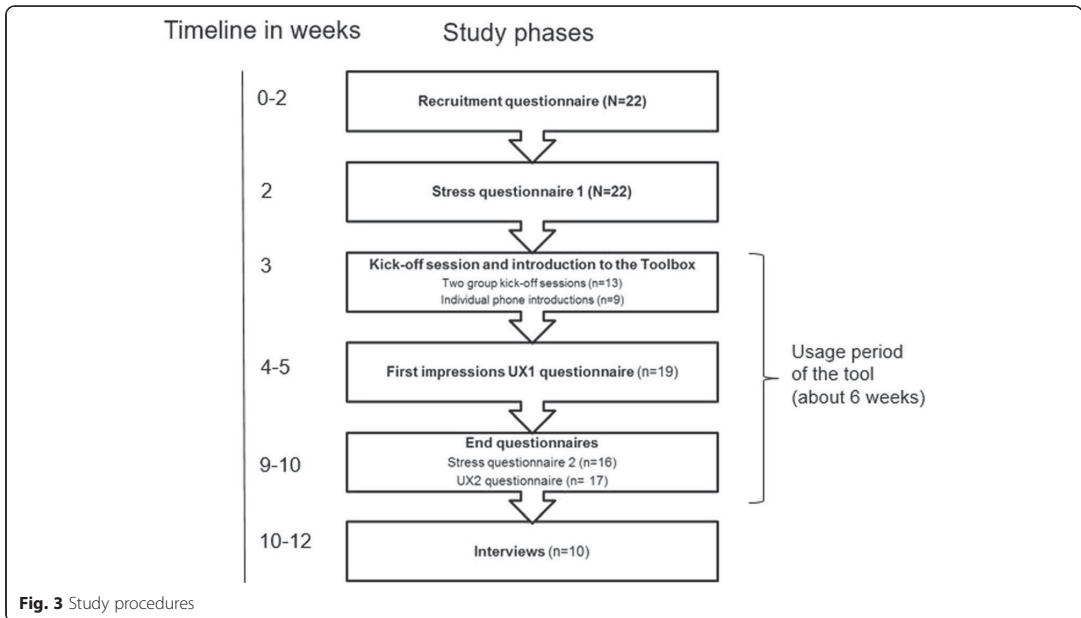 Timeline in weeks Study phases
0-2 Recruitment questionnaire (N=22)
2 Stress questionnaire 1 (N=22)
3 Kick-off session and introduction to the Toolbox
Two group kick-off sessions (n=13)
Individual phone introductions (n=9)
4-5 First impressions UX1 questionnaire (n=19)
Usage period
of the tool
(about 6 weeks)
End questionnaires
9-10 Stress questionnaire 2 (n=16)
UX2 questionnaire (n= 17)
10-12 Interviews (n=10)
Fig. 3 Study procedures